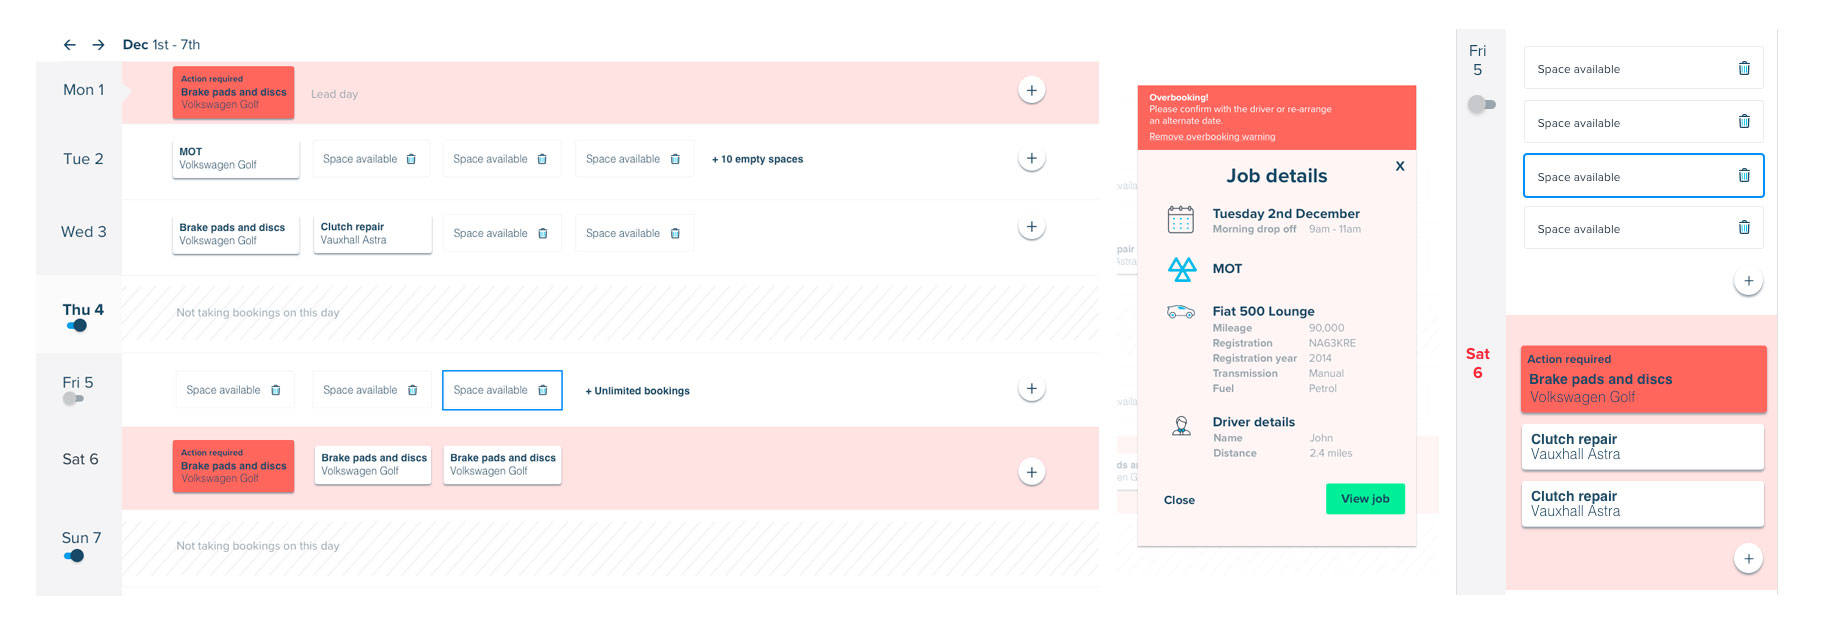 Dec 1st - 7th
Mon 1
Action required
Brake pads and discs
Volkswagen Golf
Lead day
+
Tue 2
MOT
Volkswagen Golf
Space available
Space available
Space available
+ 10 empty spaces
+
Wed 3
Brake pads and discs
Volkswagen Golf
Clutch repair
Vauxhall Astra
Space available
Space available
+
Thu 4
Not taking bookings on this day
Fri 5
Space available
Space available
Space available
+ Unlimited bookings
+
Sat 6
Action required
Brake pads and discs
Volkswagen Golf
Brake pads and discs
Volkswagen Golf
Brake pads and discs
Volkswagen Golf
+
Sun 7
Not taking bookings on this day
Overbooking!
Please confirm with the driver or re-arrange
an alternate date.
Remove overbooking warning
X
Job details
Tuesday 2nd December
Morning drop off 9am - 11am
MOT
Fiat 500 Lounge
Mileage 90,000
Registration NA63KRE
Registration year 2014
Transmission Manual
Fuel Petrol
Driver details
Name John
Distance 2.4 miles
Close
View job
Fri
5
Space available
Space available
Space available
Space available
+
Sat
6
Action required
Brake pads and discs
Volkswagen Golf
Clutch repair
Vauxhall Astra
Clutch repair
Vauxhall Astra
+